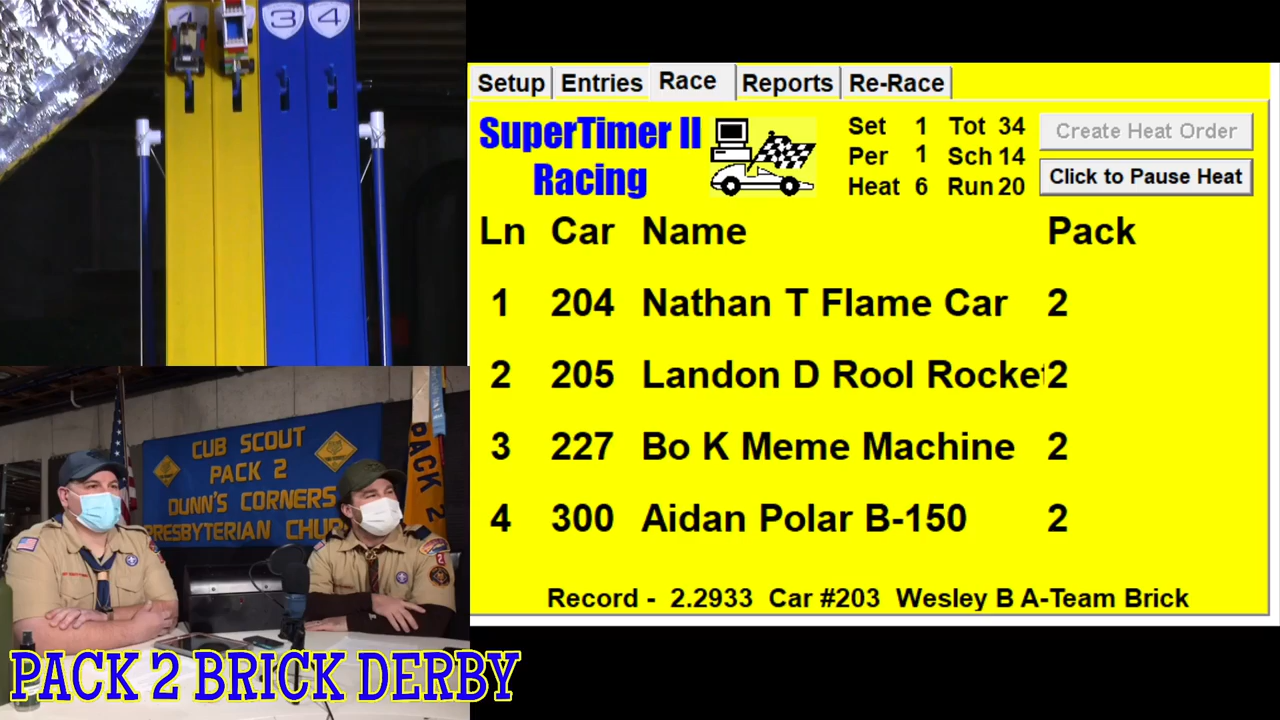 3 4
Setup Entries Race Reports Re-Race
SuperTimer II
Racing
Set 1 Tot 34
Per 1 Sch 14
Heat 6 Run 20
Create Heat Order
Click to Pause Heat
Ln Car Name Pack
1 204 Nathan T Flame Car 2
2 205 Landon D Rool Rocket 2
3 227 Bo K Meme Machine 2
4 300 Aidan Polar B-150 2
Record - 2.2933 Car #203 Wesley B A-Team Brick
CUB SCOUT
PACK 2
DUNN'S CORNERS
PRESBYTERIAN CHU
PACK 2
PACK 2 BRICK DERBY